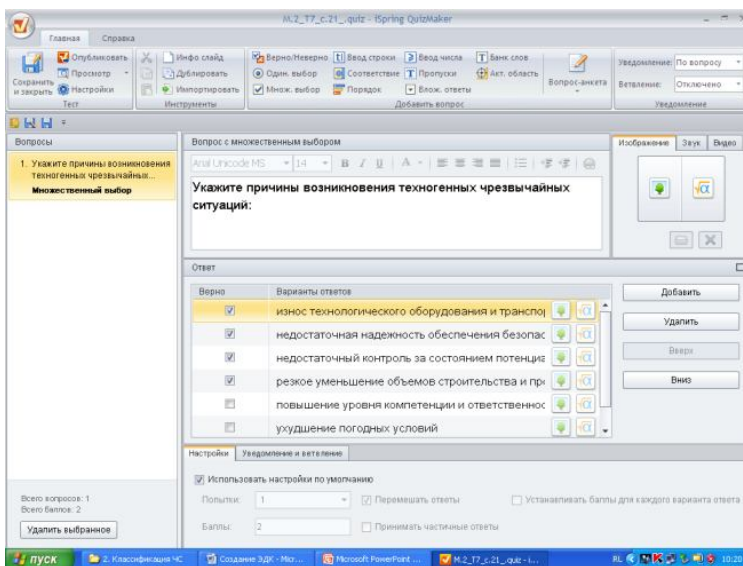 M.2_T7_c.21_.quiz - iSpring QuizMaker
Главная Справка
Сохранить и закрыть
Опубликовать
Просмотр
Настройки
Тест
Инфо слайд
Дублировать
Импортировать
Инструменты
Верно/Неверно Ввод строки Ввод числа Банк слов
Один. выбор Соответствие Пропуски Акт. область
Множ. выбор Порядок Влож. ответы
Вопрос-анкета
Добавить вопрос
Уведомление: По вопросу
Ветвление: Отключено
Уведомление
Вопросы
1. Укажите причины возникновения
техногенных чрезвычайных...
Множественный выбор
Вопрос с множественным выбором
Arial Unicode MS 14
Укажите причины возникновения техногенных чрезвычайных
ситуаций:
Изображение Звук Видео
Ответ
Верно Варианты ответов
износ технологического оборудования и транспо
недостаточная надежность обеспечения безопас
недостаточный контроль за состоянием потенциа
резкое уменьшение объемов строительства и пр
повышение уровня компетенции и ответственнос
ухудшение погодных условий
Добавить
Удалить
Вверх
Вниз
Настройки Уведомление и ветвление
Использовать настройки по умолчанию
Попытки: 1 Перемешать ответы Устанавливать баллы для каждого варианта ответа
Баллы: 2 Принимать частичные ответы
Всего вопросов: 1
Всего баллов: 2
Удалить выбранное
пуск 2. Классификация ЧС Создание ЭДК - Micr... Microsoft PowerPoint ... M.2_T7_c.21_.quiz - i... RL 10:20